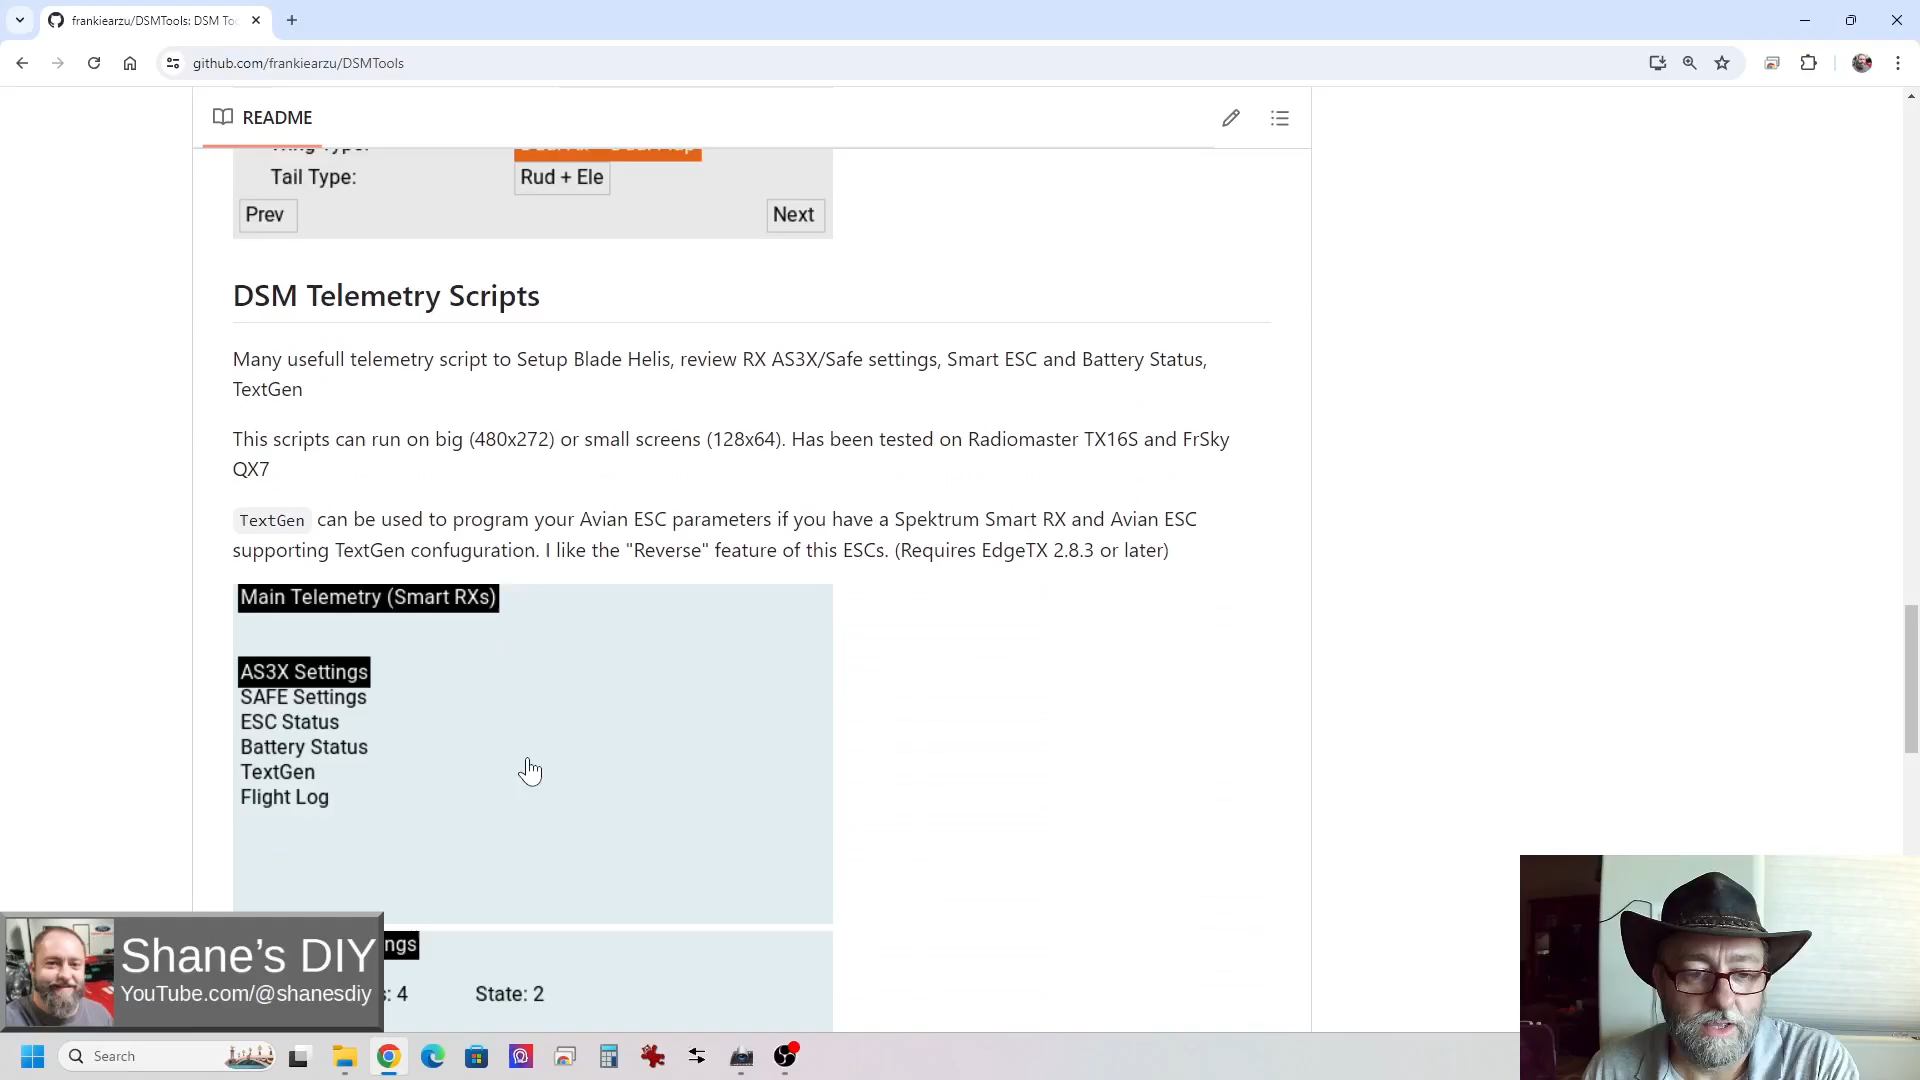 frankiearzu/DSMTools: DSM Too
github.com/frankiearzu/DSMTools
README
Tail Type:
Rud + Ele
Prev
Next
DSM Telemetry Scripts
Many usefull telemetry script to Setup Blade Helis, review RX AS3X/Safe settings, Smart ESC and Battery Status,
TextGen
This scripts can run on big (480x272) or small screens (128x64). Has been tested on Radiomaster TX16S and FrSky
QX7
TextGen can be used to program your Avian ESC parameters if you have a Spektrum Smart RX and Avian ESC
supporting TextGen confuguration. I like the "Reverse" feature of this ESCs. (Requires EdgeTX 2.8.3 or later)
Main Telemetry (Smart RXs)
AS3X Settings
SAFE Settings
ESC Status
Battery Status
TextGen
Flight Log
ngs
: 4
State: 2
Shane's DIY
YouTube.com/@shanesdiy
Search